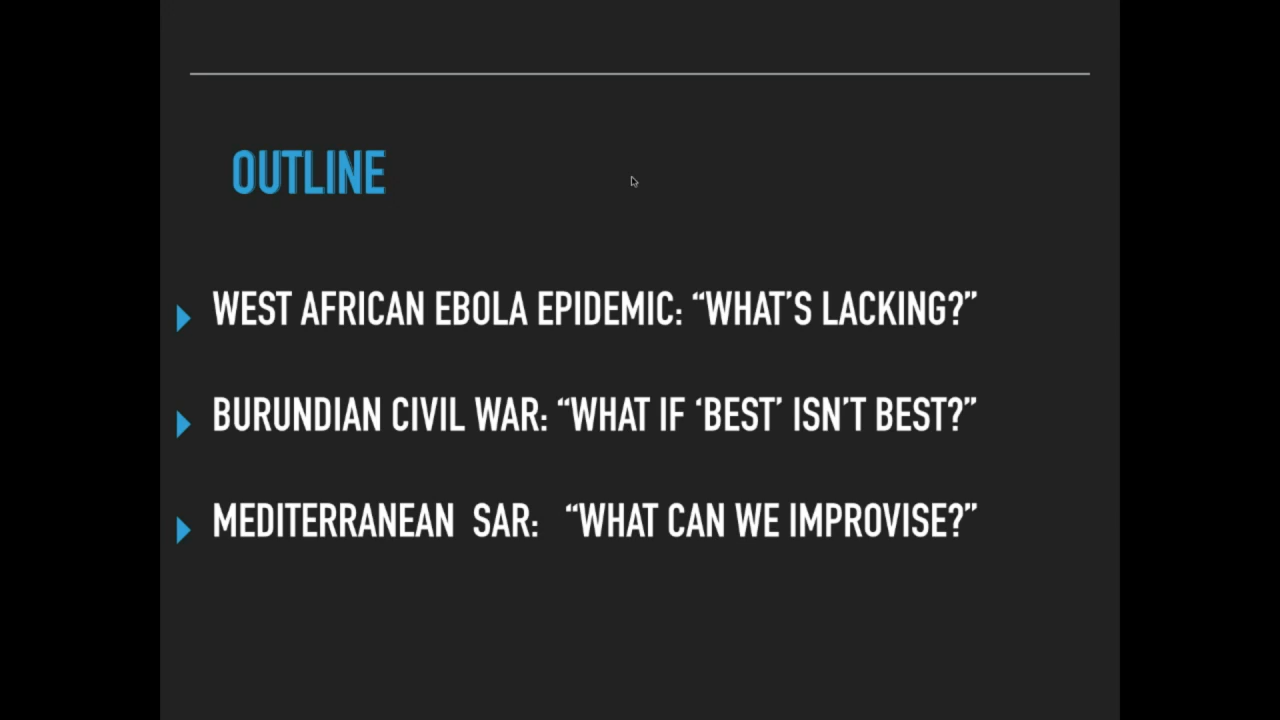 OUTLINE
WEST AFRICAN EBOLA EPIDEMIC: “WHAT’S LACKING?”
BURUNDIAN CIVIL WAR: “WHAT IF ‘BEST’ ISN’T BEST?”
MEDITERRANEAN SAR: “WHAT CAN WE IMPROVISE?”